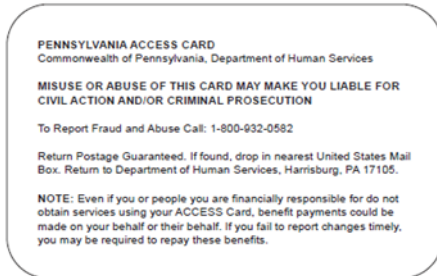 PENNSYLVANIA ACCESS CARD
Commonwealth of Pennsylvania, Department of Human Services
MISUSE OR ABUSE OF THIS CARD MAY MAKE YOU LIABLE FOR
CIVIL ACTION AND/OR CRIMINAL PROSECUTION
To Report Fraud and Abuse Call: 1-800-932-0582
Return Postage Guaranteed. If found, drop in nearest United States Mail
Box. Return to Department of Human Services, Harrisburg, PA 17105.
NOTE: Even if you or people you are financially responsible for do not
obtain services using your ACCESS Card, benefit payments could be
made on your behalf or their behalf. If you fail to report changes timely,
you may be required to repay these benefits.